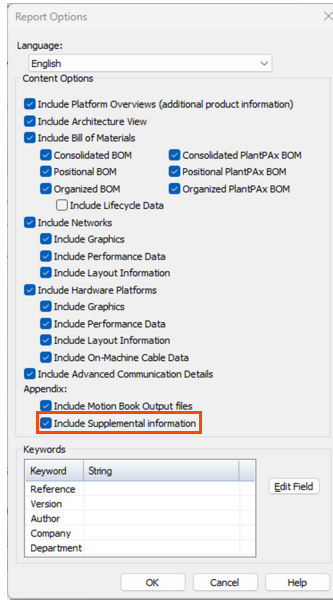 Report Options
Language:
English
Content Options
Include Platform Overviews (additional product information)
Include Architecture View
Include Bill of Materials
Consolidated BOM Consolidated PlantPAx BOM
Positional BOM Positional PlantPAx BOM
Organized BOM Organized PlantPAx BOM
Include Lifecycle Data
Include Networks
Include Graphics
Include Performance Data
Include Layout Information
Include Hardware Platforms
Include Graphics
Include Performance Data
Include Layout Information
Include On-Machine Cable Data
Include Advanced Communication Details
Appendix:
Include Motion Book Output files
Include Supplemental information
Keywords
Keyword String
Reference
Version
Author
Company
Department
Edit Field
OK Cancel Help